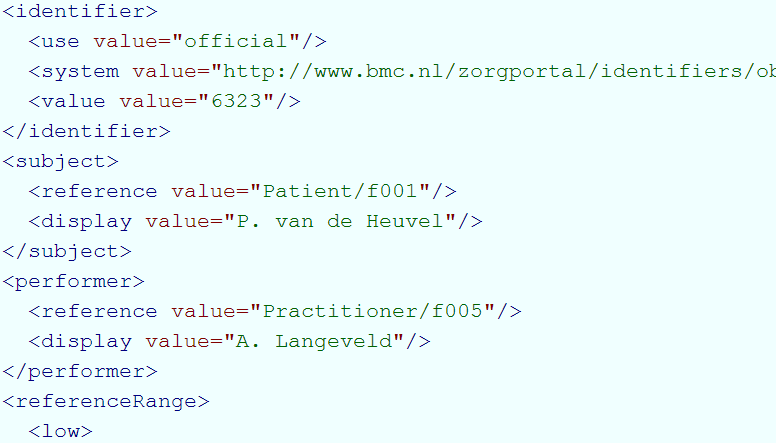 <identifier>
  <use value="official"/>
  <system value="http://www.bmc.nl/zorgportal/identifiers/ob
  <value value="6323"/>
</identifier>
<subject>
  <reference value="Patient/f001"/>
  <display value="P. van de Heuvel"/>
</subject>
<performer>
  <reference value="Practitioner/f005"/>
  <display value="A. Langeveld"/>
</performer>
<referenceRange>
  <low>